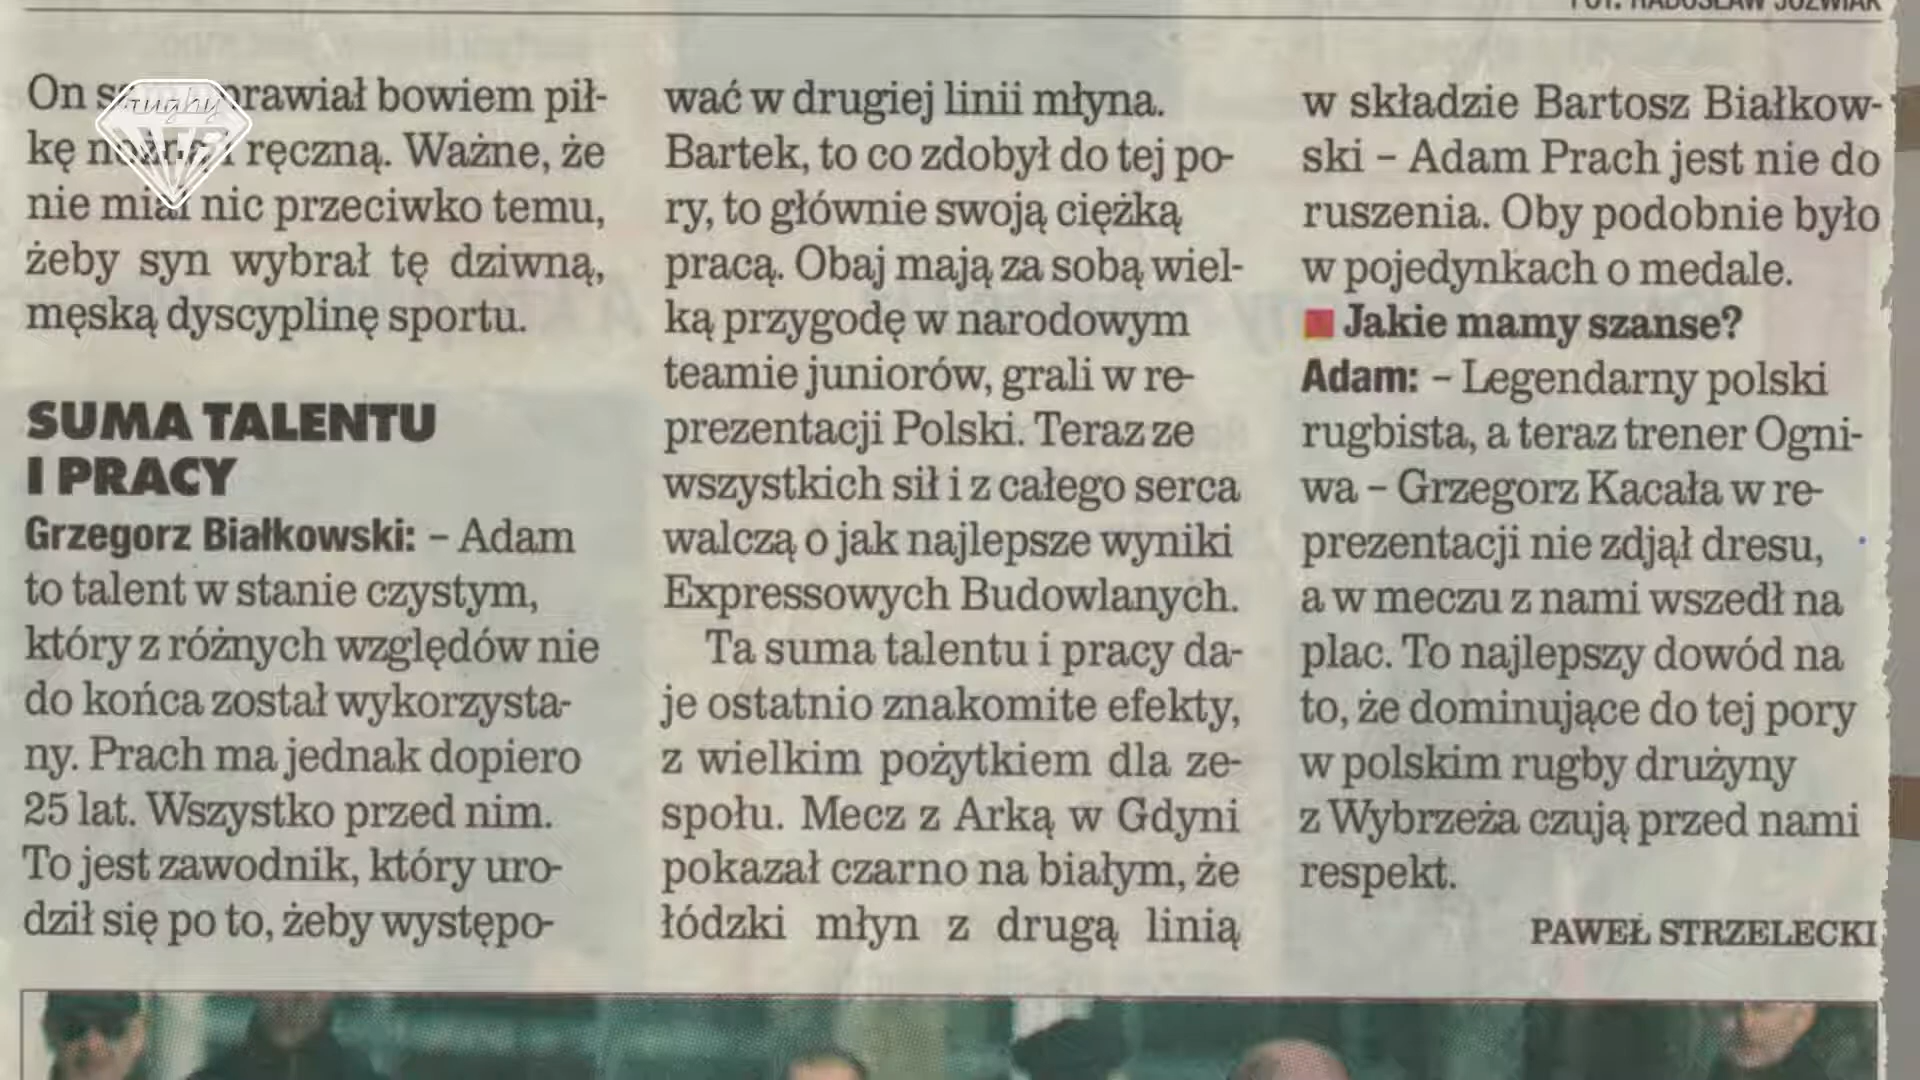 FOT. RADOSŁAW JÓŹWIAK
rugby
On sam uprawiał bowiem pił-
kę nożną i ręczną. Ważne, że
nie miał nic przeciwko temu,
żeby syn wybrał tę dziwną,
męską dyscyplinę sportu.
SUMA TALENTU
I PRACY
Grzegorz Białkowski: – Adam
to talent w stanie czystym,
który z różnych względów nie
do końca został wykorzysta-
ny. Prach ma jednak dopiero
25 lat. Wszystko przed nim.
To jest zawodnik, który uro-
dził się po to, żeby występo-
wać w drugiej linii młyna.
Bartek, to co zdobył do tej po-
ry, to głównie swoją ciężką
pracą. Obaj mają za sobą wiel-
ką przygodę w narodowym
teamie juniorów, grali w re-
prezentacji Polski. Teraz ze
wszystkich sił i z całego serca
walczą o jak najlepsze wyniki
Expressowych Budowlanych.
Ta suma talentu i pracy da-
je ostatnio znakomite efekty,
z wielkim pożytkiem dla ze-
społu. Mecz z Arką w Gdyni
pokazał czarno na białym, że
łódzki młyn z drugą linią
w składzie Bartosz Białkow-
ski – Adam Prach jest nie do
ruszenia. Oby podobnie było
w pojedynkach o medale.
Jakie mamy szanse?
Adam: – Legendarny polski
rugbista, a teraz trener Ogni-
wa – Grzegorz Kacała w re-
prezentacji nie zdjął dresu,
a w meczu z nami wszedł na
plac. To najlepszy dowód na
to, że dominujące do tej pory
w polskim rugby drużyny
z Wybrzeża czują przed nami
respekt.
PAWEŁ STRZELECKI